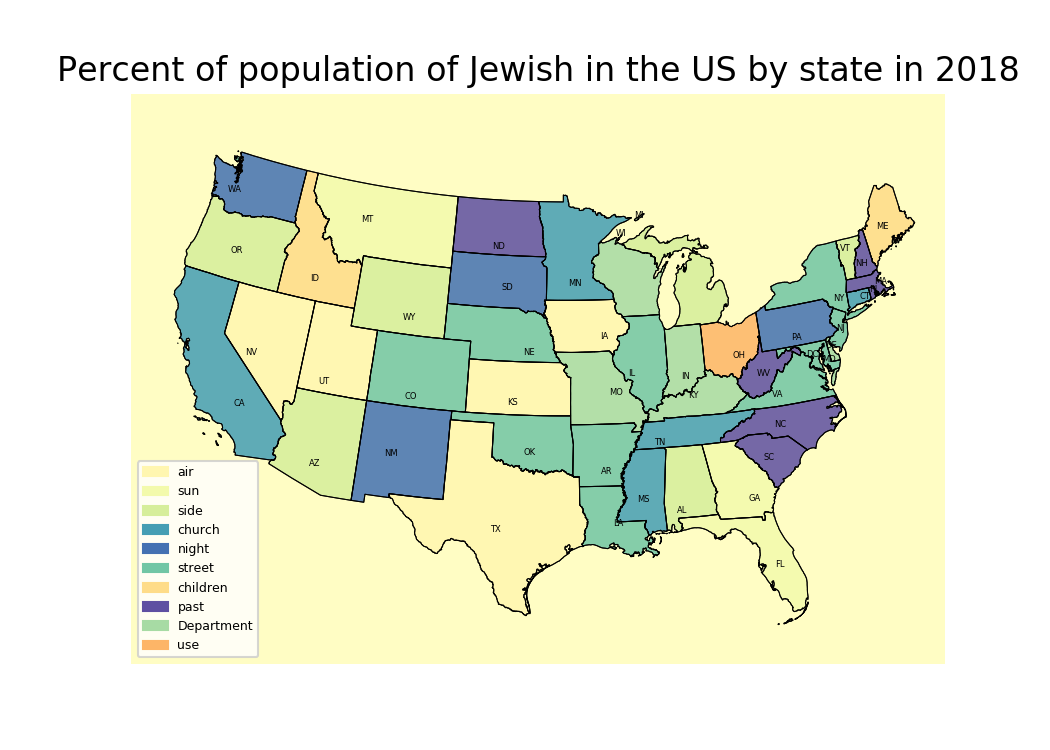 Percent of population of Jewish in the US by state in 2018
WA
MT
ND
MN
WI
MI
ME
VT
NH
MA
OR
ID
SD
WY
NY
CT
NV
UT
NE
IA
PA
NJ
OH
CA
CO
KS
MO
IL
IN
KY
WV
VA
DC
AZ
NM
OK
AR
TN
NC
SC
TX
LA
MS
AL
GA
FL
air
sun
side
church
night
street
children
past
Department
use